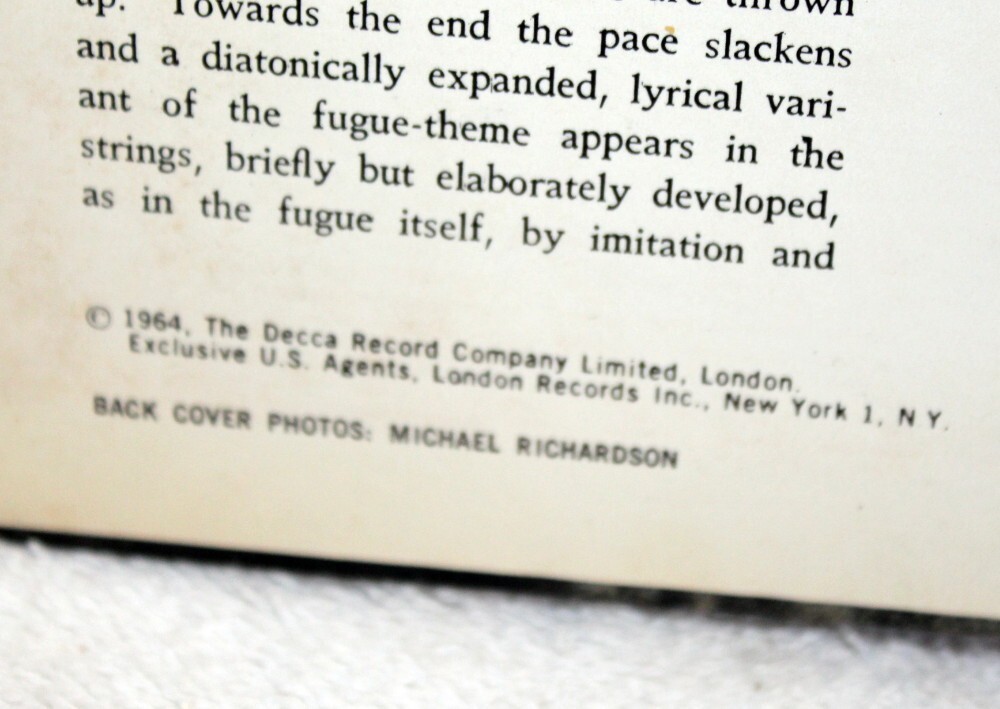 up. Towards the end the pace slackens
and a diatonically expanded, lyrical vari-
ant of the fugue-theme appears in the
strings, briefly but elaborately developed,
as in the fugue itself, by imitation and
© 1964, The Decca Record Company Limited, London.
Exclusive U.S. Agents, London Records Inc., New York 1, N Y.
BACK COVER PHOTOS: MICHAEL RICHARDSON